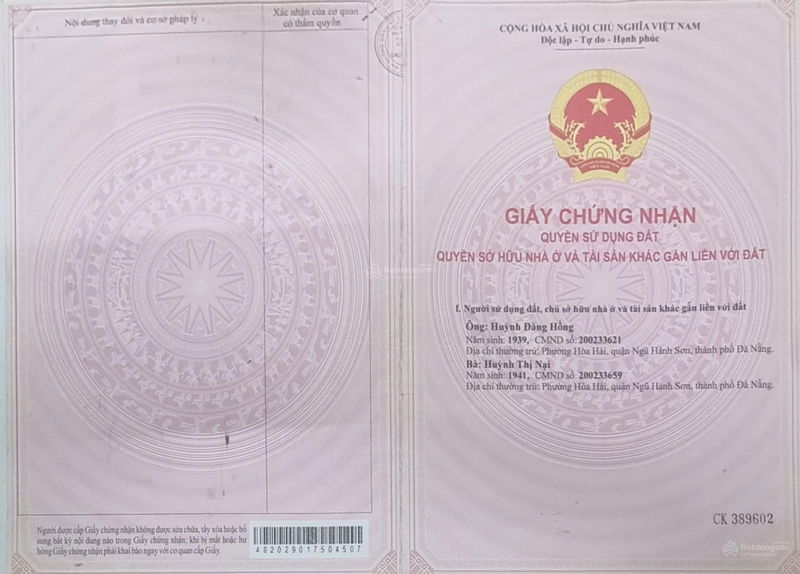 Nội dung thay đổi và cơ sở pháp lý
Xác nhận của cơ quan
có thẩm quyền
Người được cấp Giấy chứng nhận không được sửa chữa, tẩy xóa hoặc bổ
sung bất kỳ nội dung nào trong Giấy chứng nhận; khi bị mất hoặc hư
hỏng Giấy chứng nhận phải khai báo ngay với cơ quan cấp Giấy.
482029017504507
CỘNG HÒA XÃ HỘI CHỦ NGHĨA VIỆT NAM
Độc lập - Tự do - Hạnh phúc
VIỆT NAM
GIẤY CHỨNG NHẬN
QUYỀN SỬ DỤNG ĐẤT
QUYỀN SỞ HỮU NHÀ Ở VÀ TÀI SẢN KHÁC GẮN LIỀN VỚI ĐẤT
I. Người sử dụng đất, chủ sở hữu nhà ở và tài sản khác gắn liền với đất
Ông: Huỳnh Đăng Hồng
Năm sinh: 1939, CMND số: 200233621
Địa chỉ thường trú: Phường Hòa Hải, quận Ngũ Hành Sơn, thành phố Đà Nẵng.
Bà: Huỳnh Thị Nại
Năm sinh: 1941, CMND số: 200233659
Địa chỉ thường trú: Phường Hòa Hải, quận Ngũ Hành Sơn, thành phố Đà Nẵng.
CK 389602
Batdongsan